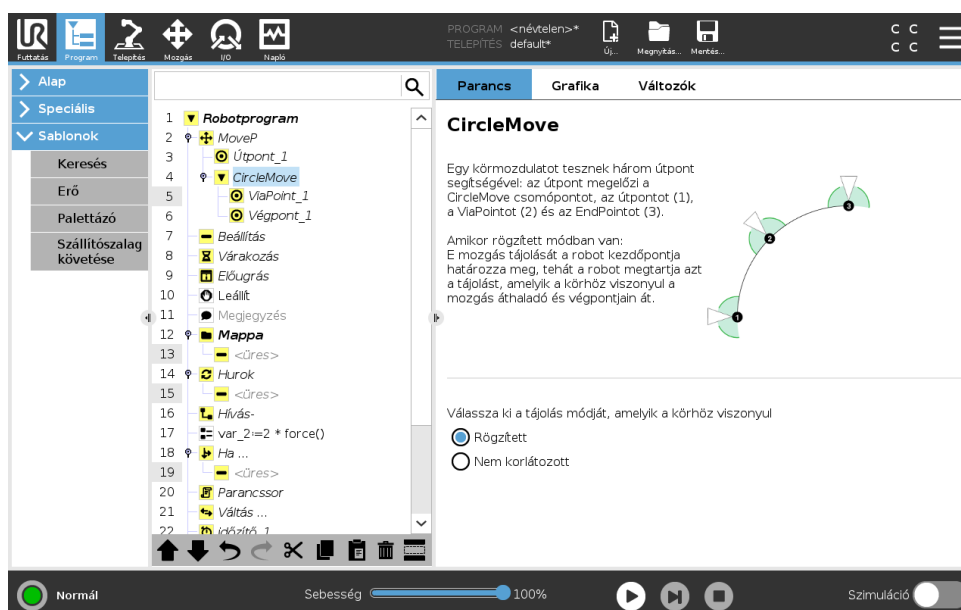 UR
PROGRAM <névtelen>*
TELEPÍTÉS default*
Futtatás Program Telepítés Mozgás I/O Napló Új... Megnyitás... Mentés...
C C
C C
Alap
Speciális
Sablonok
Keresés
Erő
Palettázó
Szállítószalag
követése
1 Robotprogram
2 MoveP
3 Útpont_1
4 CircleMove
5 ViaPoint_1
6 Végpont_1
7 Beállítás
8 Várakozás
9 Előugrás
10 Leállít
11 Megjegyzés
12 Mappa
13 <üres>
14 Hurok
15 <üres>
16 Hívás-
17 var_2:=2 * force()
18 Ha ...
19 <üres>
20 Parancssor
21 Váltás ...
22 időzítő_1
Parancs Grafika Változók
CircleMove
Egy körmozdulatot tesznek három útpont
segítségével: az útpont megelőzi a
CircleMove csomópontot, az útpontot (1),
a ViaPointot (2) és az EndPointot (3).
Amikor rögzített módban van:
E mozgás tájolását a robot kezdőpontja
határozza meg, tehát a robot megtartja azt
a tájolást, amelyik a körhöz viszonyul a
mozgás áthaladó és végpontjain át.
3
2
1
Válassza ki a tájolás módját, amelyik a körhöz viszonyul
Rögzített
Nem korlátozott
Normál
Sebesség 100%
Szimuláció